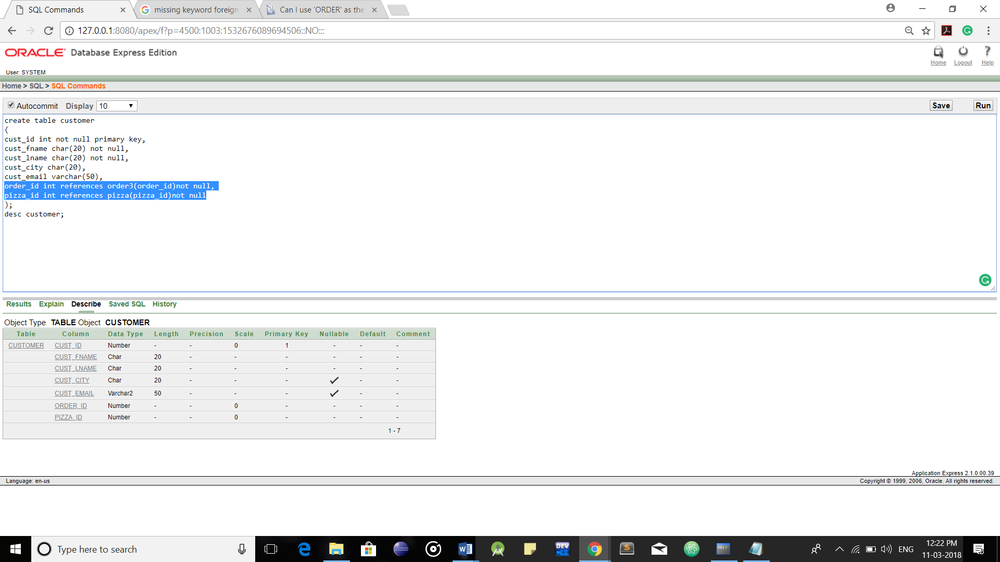 SQL Commands
missing keyword foreign
Can I use 'ORDER' as the
127.0.0.1:8080/apex/f?p=4500:1003:1532676089694506::NO:::
ORACLE Database Express Edition
Home Logout Help
User: SYSTEM
Home > SQL > SQL Commands
Autocommit Display 10 Save Run
create table customer
(
cust_id int not null primary key,
cust_fname char(20) not null,
cust_lname char(20) not null,
cust_city char(20),
cust_email varchar(50),
order_id int references order3(order_id)not null,
pizza_id int references pizza(pizza_id)not null
);
desc customer;
Results Explain Describe Saved SQL History
Object Type TABLE Object CUSTOMER
Table Column Data Type Length Precision Scale Primary Key Nullable Default Comment
CUSTOMER CUST_ID Number - - 0 1 - - -
CUST_FNAME Char 20 - - - - - -
CUST_LNAME Char 20 - - - - - -
CUST_CITY Char 20 - - - ✓ - -
CUST_EMAIL Varchar2 50 - - - ✓ - -
ORDER_ID Number - - 0 - - - -
PIZZA_ID Number - - 0 - - - -
1 - 7
Application Express 2.1.0.00.39
Language: en-us Copyright © 1999, 2006, Oracle. All rights reserved.
Type here to search
W
DEV C++
S
SQL>
ENG
12:22 PM
11-03-2018